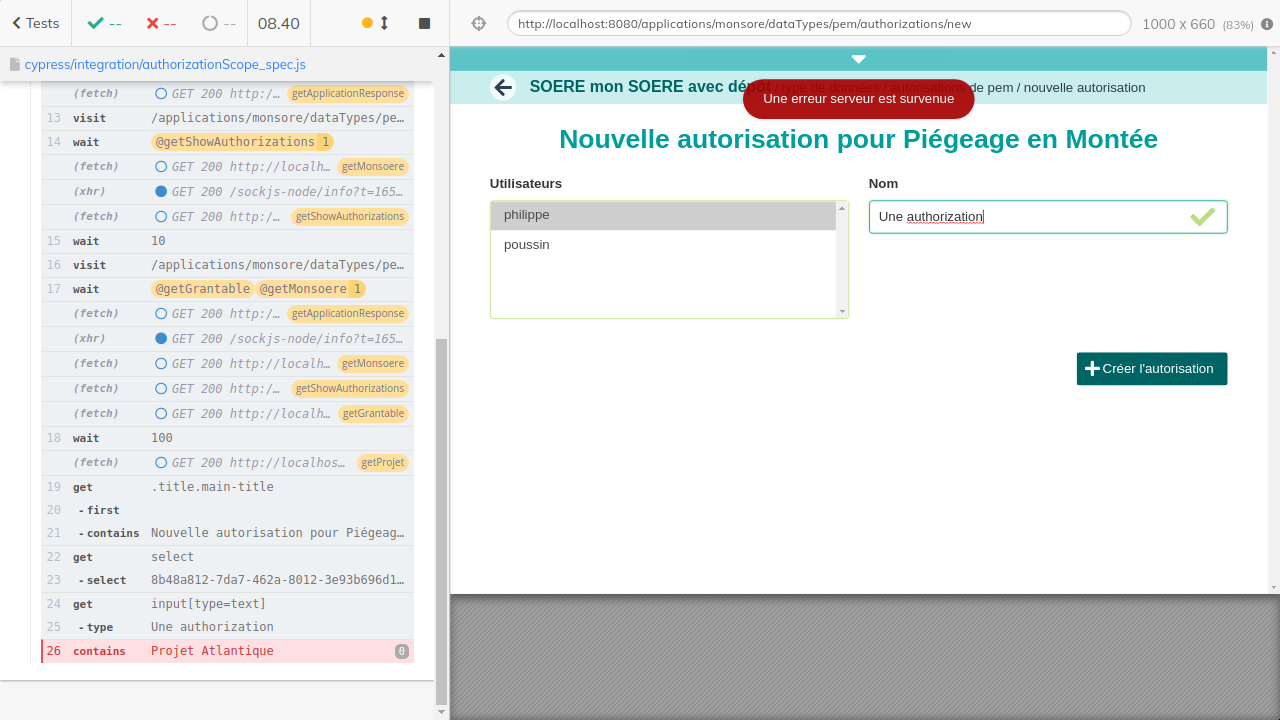 Tests
--
--
--
08.40
http://localhost:8080/applications/monsore/dataTypes/pem/authorizations/new
1000 x 660 (83%)
cypress/integration/authorizationScope_spec.js
(fetch) GET 200 http:/… getApplicationResponse
13 visit /applications/monsore/dataTypes/pe…
14 wait @getShowAuthorizations 1
(fetch) GET 200 http://localh… getMonsoere
(xhr) GET 200 /sockjs-node/info?t=165…
(fetch) GET 200 http:/… getShowAuthorizations
15 wait 10
16 visit /applications/monsore/dataTypes/pe…
17 wait @getGrantable @getMonsoere 1
(fetch) GET 200 http:/… getApplicationResponse
(xhr) GET 200 /sockjs-node/info?t=165…
(fetch) GET 200 http://localh… getMonsoere
(fetch) GET 200 http:/… getShowAuthorizations
(fetch) GET 200 http://localh… getGrantable
18 wait 100
(fetch) GET 200 http://localhos… getProjet
19 get .title.main-title
20 -first
21 -contains Nouvelle autorisation pour Piégeag…
22 get select
23 -select 8b48a812-7da7-462a-8012-3e93b696d1…
24 get input[type=text]
25 -type Une authorization
26 contains Projet Atlantique 0
SOERE mon SOERE avec dépôt / type de données / autorisations de pem / nouvelle autorisation
Une erreur serveur est survenue
Nouvelle autorisation pour Piégeage en Montée
Utilisateurs
philippe
poussin
Nom
Une authorization
Créer l'autorisation